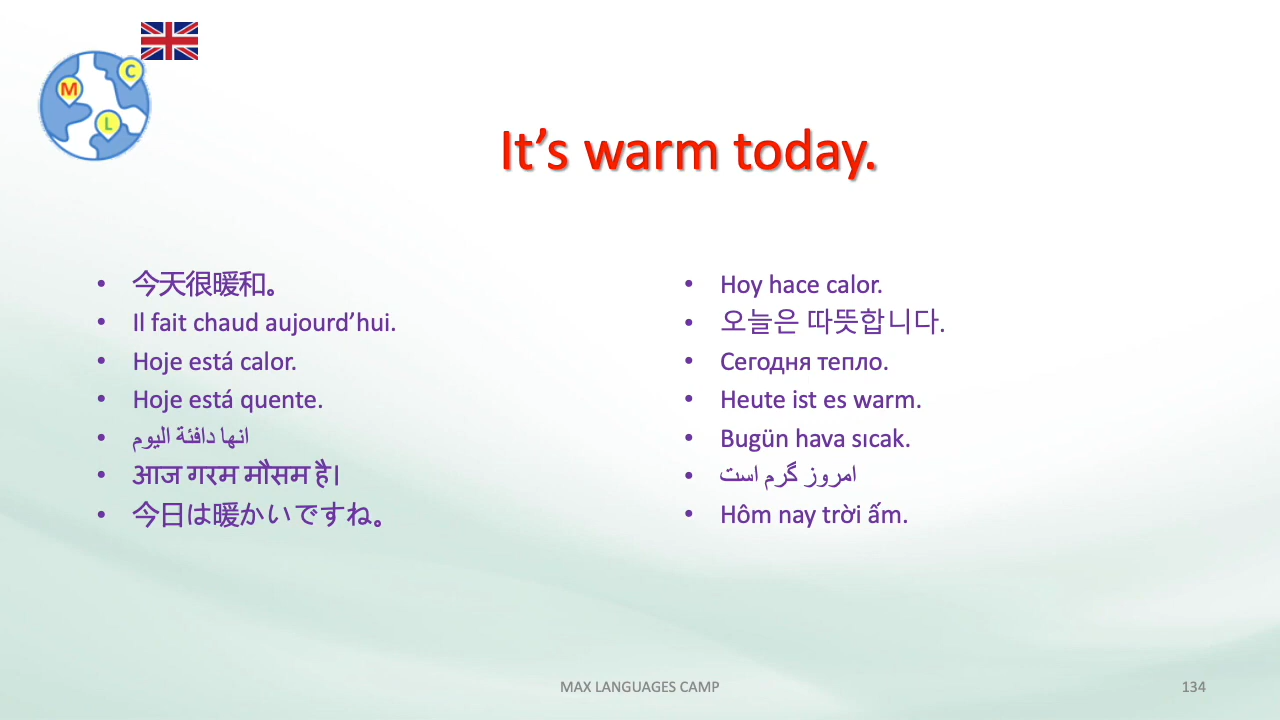 C
M
L
It’s warm today.
• 今天很暖和。
• Il fait chaud aujourd’hui.
• Hoje está calor.
• Hoje está quente.
• انها دافئة اليوم
• आज गरम मौसम है।
• 今日は暖かいですね。
• Hoy hace calor.
• 오늘은 따뜻합니다.
• Сегодня тепло.
• Heute ist es warm.
• Bugün hava sıcak.
• امروز گرم است
• Hôm nay trời ấm.
MAX LANGUAGES CAMP
134